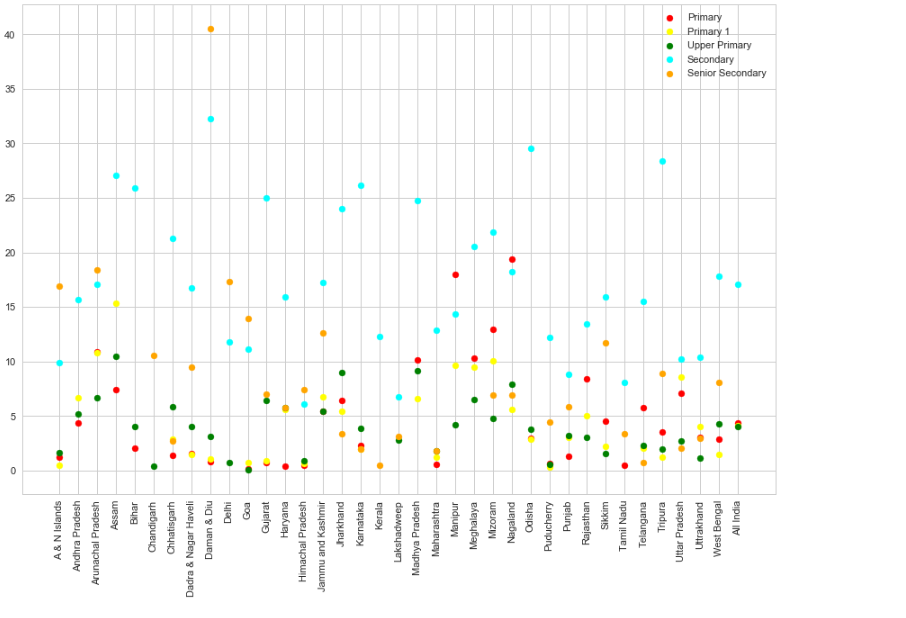 40
35
30
25
20
15
10
5
0
Primary
Primary 1
Upper Primary
Secondary
Senior Secondary
A & N Islands
Andhra Pradesh
Arunachal Pradesh
Assam
Bihar
Chandigarh
Chhatisgarh
Dadra & Nagar Haveli
Daman & Diu
Delhi
Goa
Gujarat
Haryana
Himachal Pradesh
Jammu and Kashmir
Jharkhand
Karnataka
Kerala
Lakshadweep
Madhya Pradesh
Maharashtra
Manipur
Meghalaya
Mizoram
Nagaland
Odisha
Puducherry
Punjab
Rajasthan
Sikkim
Tamil Nadu
Telangana
Tripura
Uttar Pradesh
Uttrakhand
West Bengal
All India